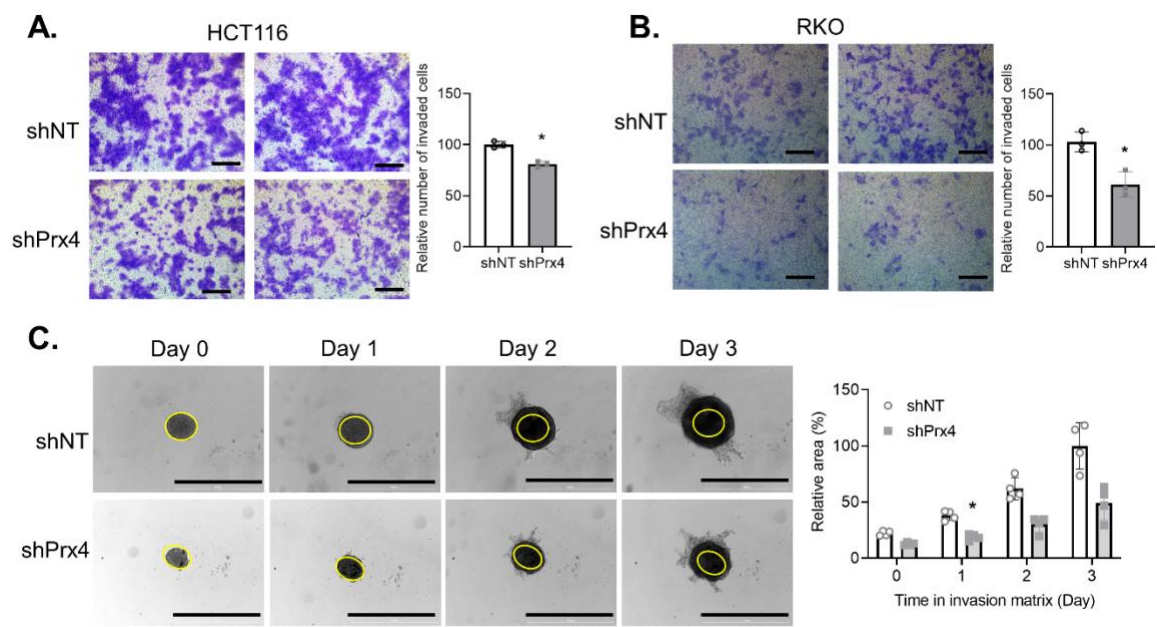 A.
HCT116
shNT
shPrx4
Relative number of invaded cells
150
100
50
0
*
shNT shPrx4
B.
RKO
shNT
shPrx4
Relative number of invaded cells
150
100
50
0
*
shNT shPrx4
C.
Day 0
Day 1
Day 2
Day 3
shNT
shPrx4
Relative area (%)
150
100
50
0
shNT
shPrx4
*
0
1
2
3
Time in invasion matrix (Day)